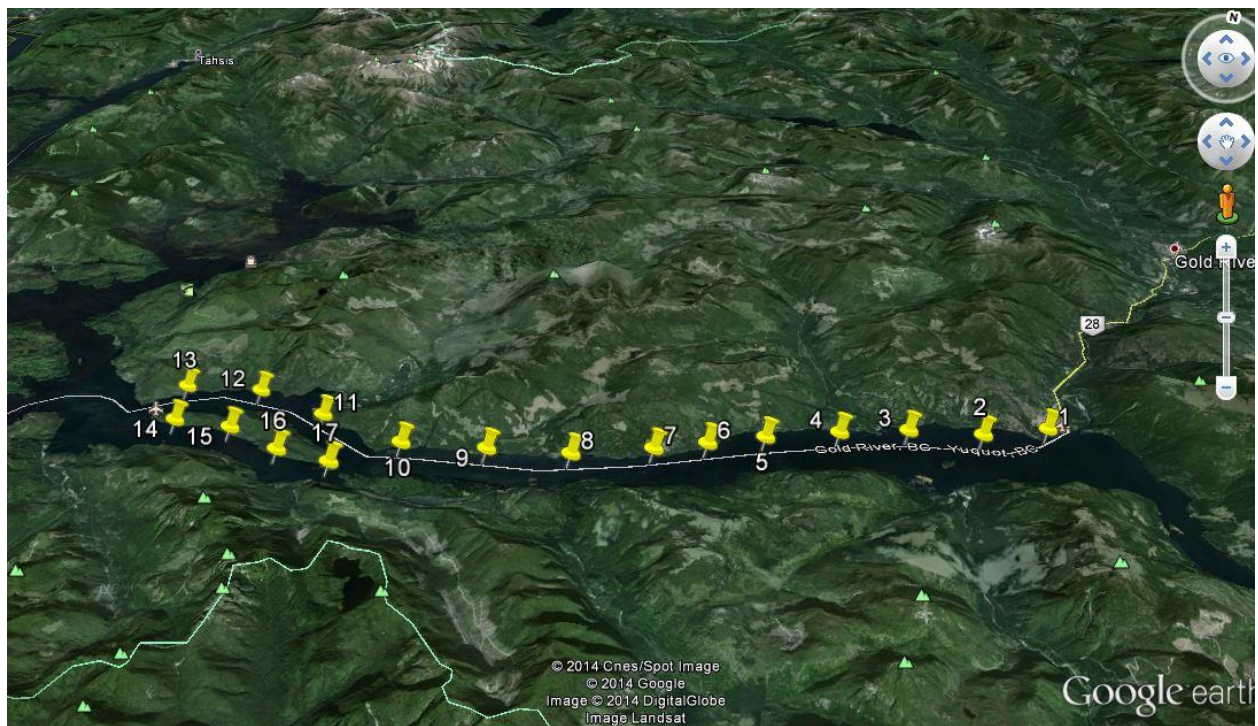 N
Tahsis
Gold Rive
28
13
12
11
14
15
16
17
10
9
8
7
6
5
4
3
2
1
Gold River, BC - Yuquot, BC
© 2014 Cnes/Spot Image
© 2014 Google
Image © 2014 DigitalGlobe
Image Landsat
Google earth